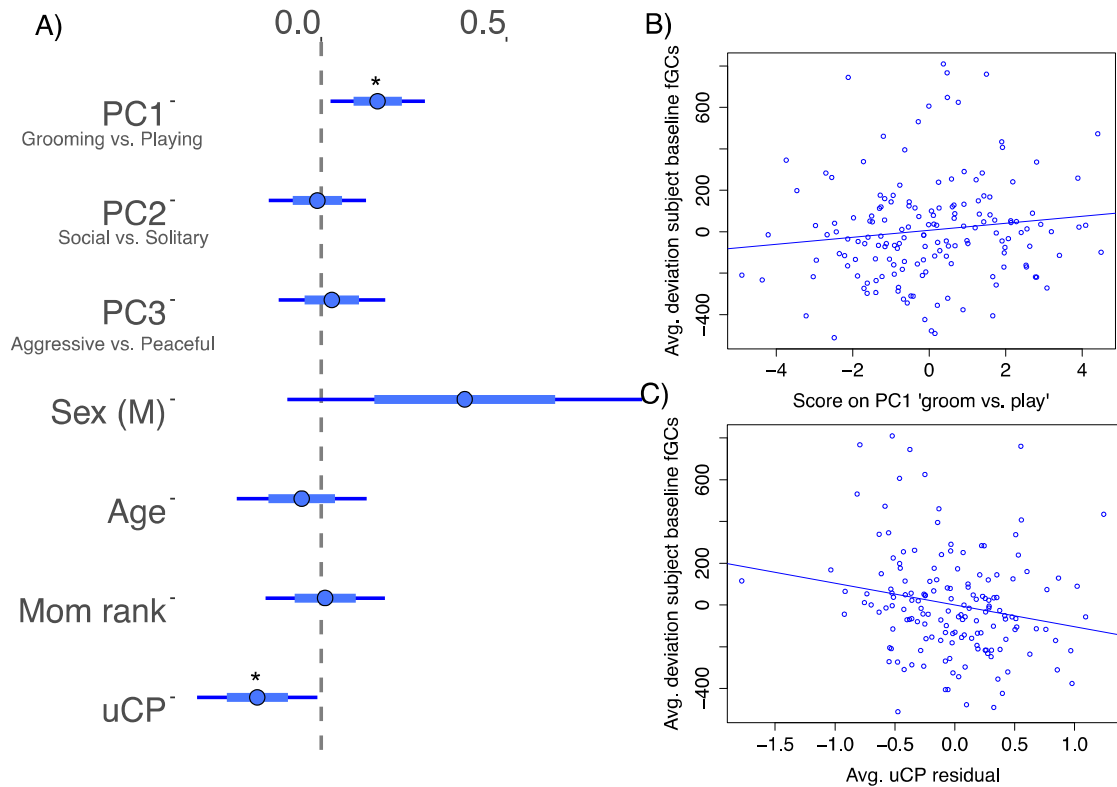 A)
0.0 0.5
*
PC1
Grooming vs. Playing
PC2
Social vs. Solitary
PC3
Aggressive vs. Peaceful
Sex (M)
Age
Mom rank
*
uCP
B)
Avg. deviation subject baseline fGCs
600
200
0
-400
-4 -2 0 2 4
Score on PC1 'groom vs. play'
C)
Avg. deviation subject baseline fGCs
600
200
0
-400
-1.5 -1.0 -0.5 0.0 0.5 1.0
Avg. uCP residual